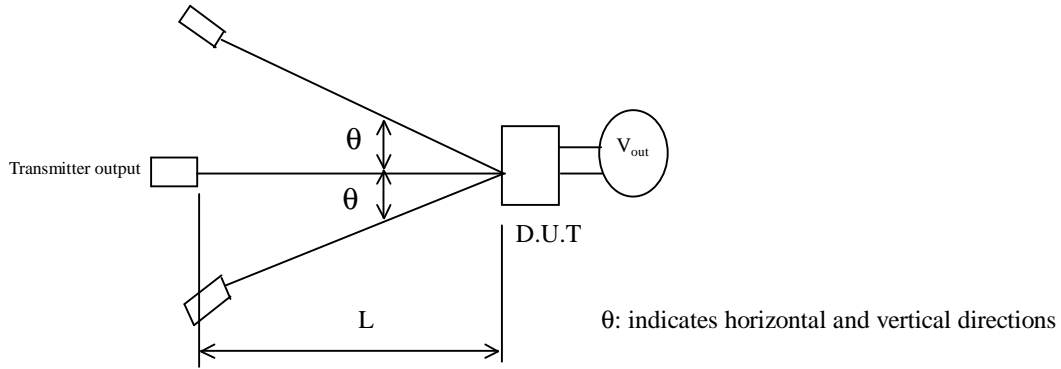 θ
Transmitter output
V_out
θ
D.U.T
L
θ: indicates horizontal and vertical directions